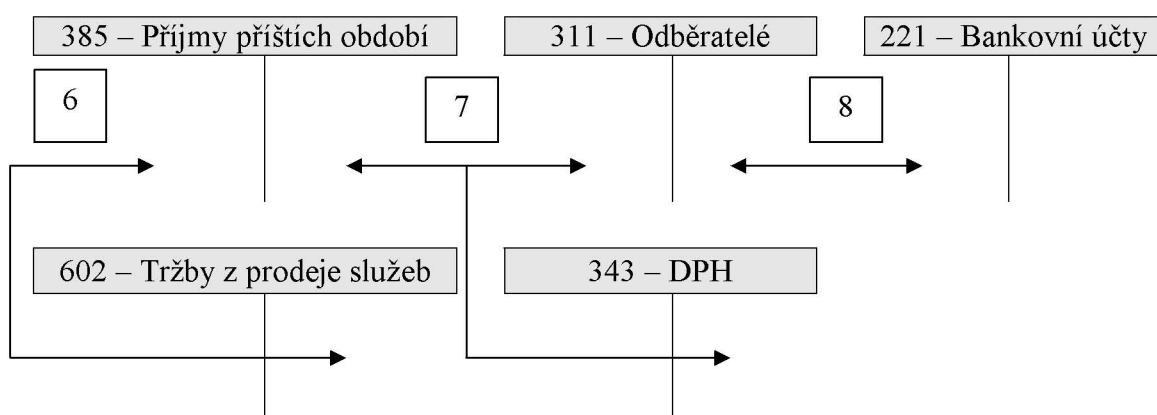 385 – Příjmy příštích období
311 – Odběratelé
221 – Bankovní účty
6
7
8
602 – Tržby z prodeje služeb
343 – DPH